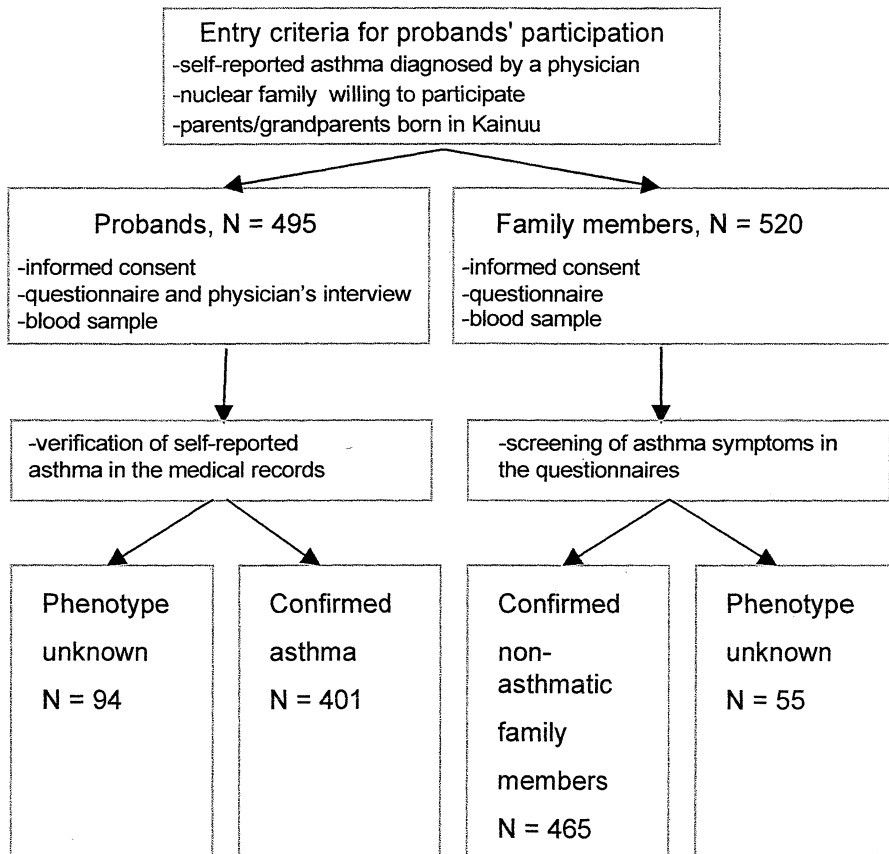 Entry criteria for probands' participation
-self-reported asthma diagnosed by a physician
-nuclear family willing to participate
-parents/grandparents born in Kainuu
Probands, N = 495
-informed consent
-questionnaire and physician's interview
-blood sample
Family members, N = 520
-informed consent
-questionnaire
-blood sample
-verification of self-reported
asthma in the medical records
-screening of asthma symptoms in
the questionnaires
Phenotype
unknown
N = 94
Confirmed
asthma
N = 401
Confirmed
non-
asthmatic
family
members
N = 465
Phenotype
unknown
N = 55